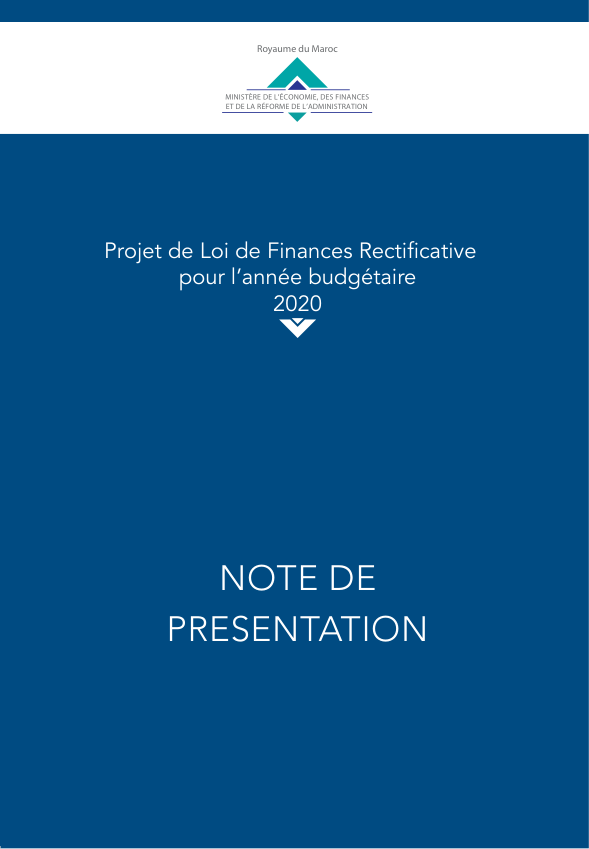 Royaume du Maroc
MINISTÈRE DE L'ÉCONOMIE, DES FINANCES
ET DE LA RÉFORME DE L'ADMINISTRATION
Projet de Loi de Finances Rectificative
pour l'année budgétaire
2020
NOTE DE
PRESENTATION